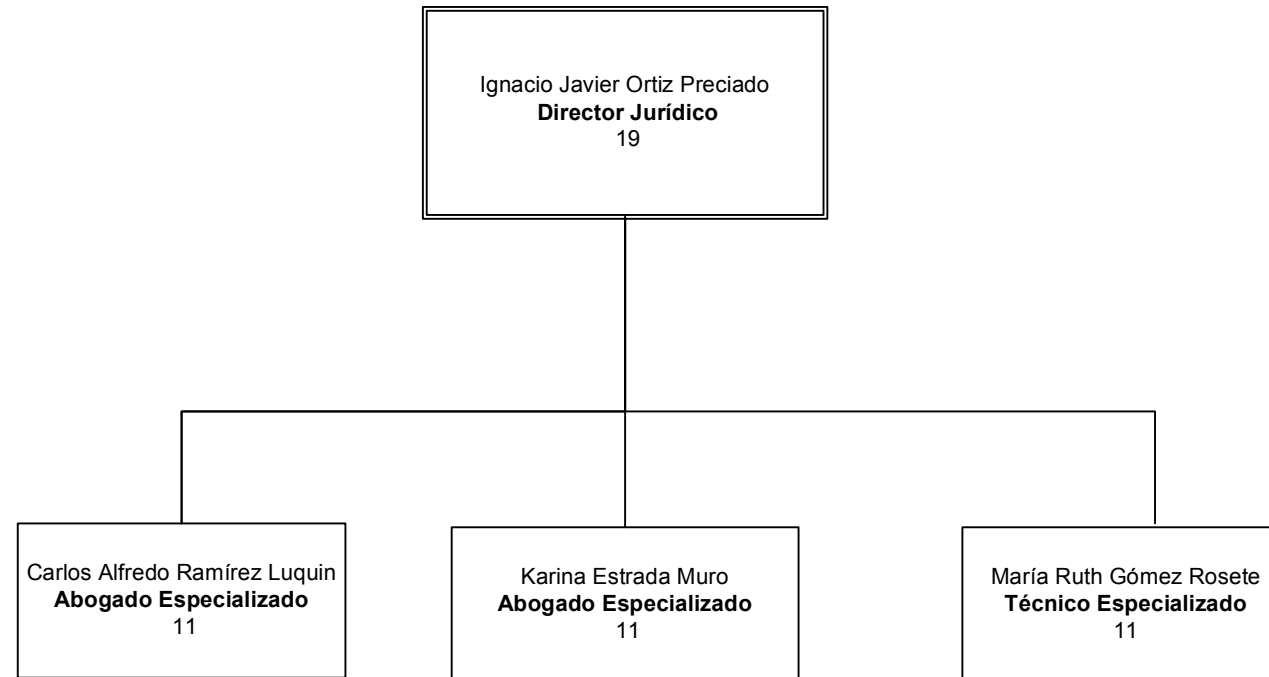 Ignacio Javier Ortiz Preciado
Director Jurídico
19
Carlos Alfredo Ramírez Luquin
Abogado Especializado
11
Karina Estrada Muro
Abogado Especializado
11
María Ruth Gómez Rosete
Técnico Especializado
11